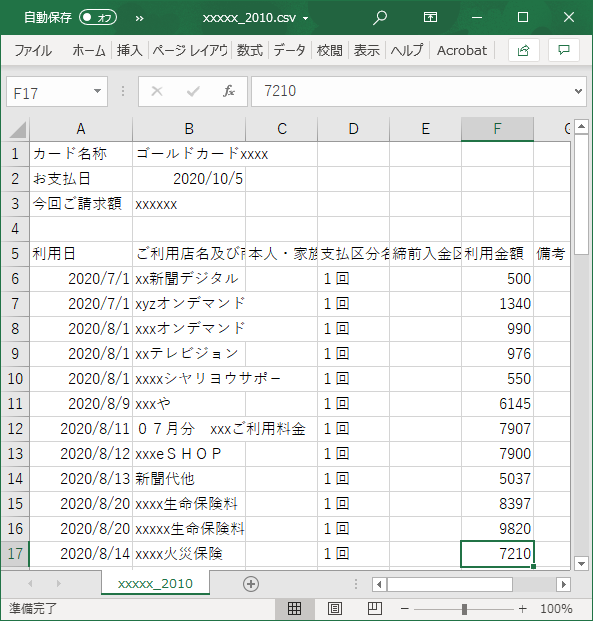 自動保存 オフ xxxxx_2010.csv
ファイル ホーム 挿入 ページ レイアウ 数式 データ 校閲 表示 ヘルプ Acrobat
F17 fx 7210
A B C D E F G
1 カード名称 ゴールドカードxxxx
2 お支払日 2020/10/5
3 今回ご請求額 xxxxxx
4
5 利用日 ご利用店名及び 本人・家族 支払区分名 締前入金区 利用金額 備考
6 2020/7/1 xx新聞デジタル 1回 500
7 2020/7/1 xyzオンデマンド 1回 1340
8 2020/8/1 xxxオンデマンド 1回 990
9 2020/8/1 xxテレビジョン 1回 976
10 2020/8/1 xxxxシヤリヨウサポ− 1回 550
11 2020/8/9 xxxや 1回 6145
12 2020/8/11 ０７月分　xxxご利用料金 1回 7907
13 2020/8/12 xxxeＳＨＯＰ 1回 7900
14 2020/8/13 新聞代他 1回 5037
15 2020/8/20 xxxx生命保険料 1回 8397
16 2020/8/20 xxxxx生命保険料 1回 9820
17 2020/8/14 xxxx火災保険 1回 7210
xxxxx_2010
準備完了 100%